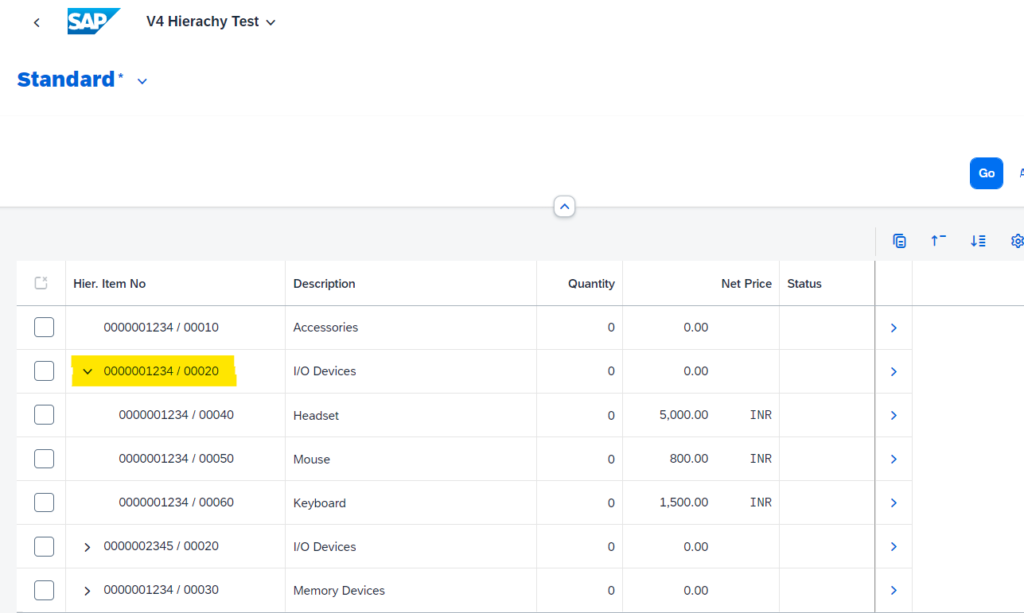 SAP V4 Hierachy Test
Standard *
Go
Hier. Item No Description Quantity Net Price Status
0000001234 / 00010 Accessories 0 0.00
0000001234 / 00020 I/O Devices 0 0.00
0000001234 / 00040 Headset 0 5,000.00 INR
0000001234 / 00050 Mouse 0 800.00 INR
0000001234 / 00060 Keyboard 0 1,500.00 INR
0000002345 / 00020 I/O Devices 0 0.00
0000001234 / 00030 Memory Devices 0 0.00